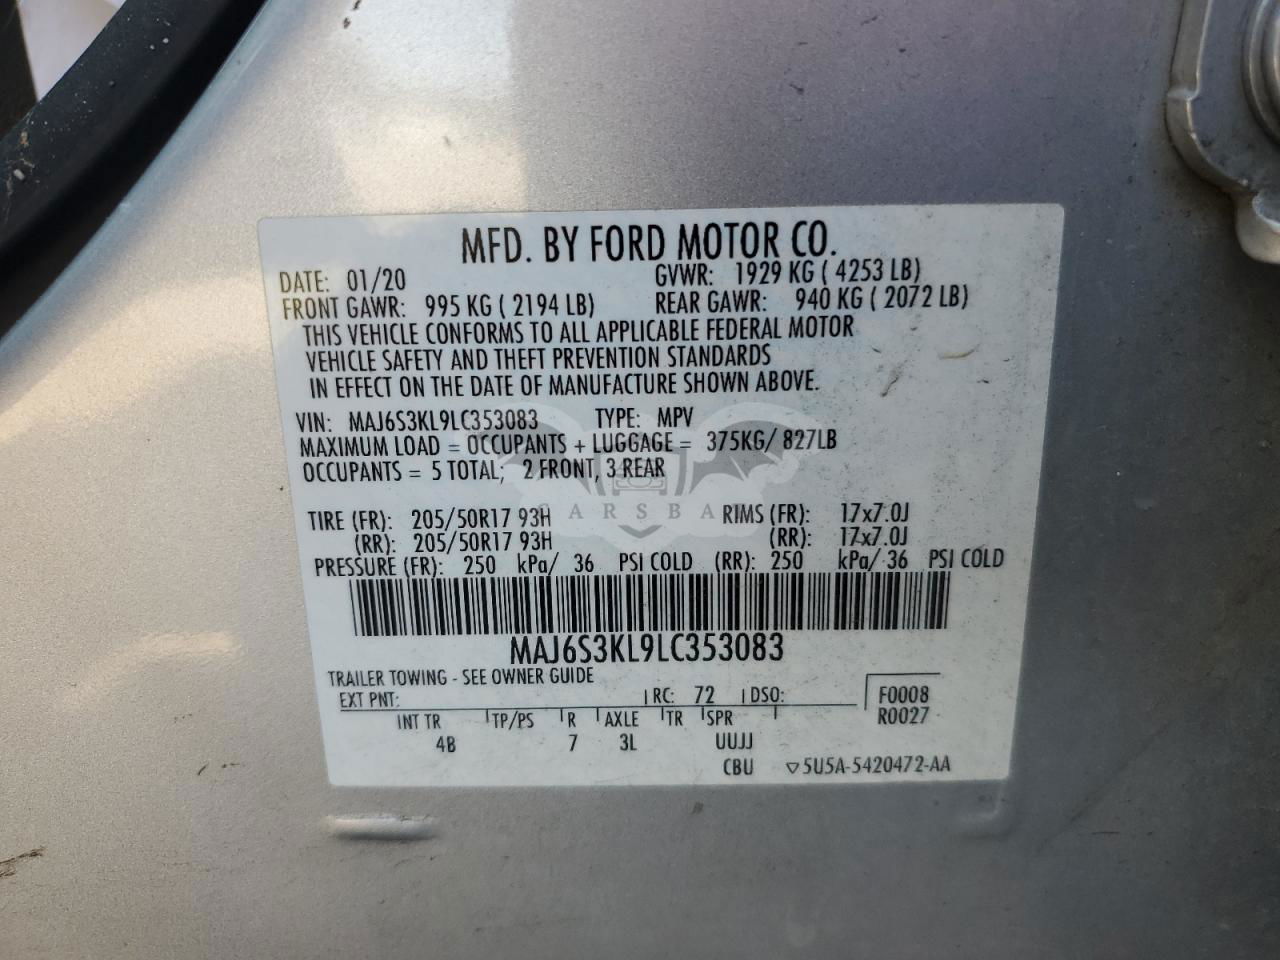 MFD. BY FORD MOTOR CO.
DATE: 01/20 GVWR: 1929 KG ( 4253 LB)
FRONT GAWR: 995 KG ( 2194 LB) REAR GAWR: 940 KG ( 2072 LB)
THIS VEHICLE CONFORMS TO ALL APPLICABLE FEDERAL MOTOR
VEHICLE SAFETY AND THEFT PREVENTION STANDARDS
IN EFFECT ON THE DATE OF MANUFACTURE SHOWN ABOVE.
VIN: MAJ6S3KL9LC353083 TYPE: MPV
MAXIMUM LOAD = OCCUPANTS + LUGGAGE = 375KG/ 827LB
OCCUPANTS = 5 TOTAL; 2 FRONT, 3 REAR
CARSBA
TIRE (FR): 205/50R17 93H RIMS (FR): 17x7.0J
(RR): 205/50R17 93H (RR): 17x7.0J
PRESSURE (FR): 250 kPa/ 36 PSI COLD (RR): 250 kPa/ 36 PSI COLD
MAJ6S3KL9LC353083
TRAILER TOWING - SEE OWNER GUIDE
EXT PNT: RC: 72 DSO: F0008
R0027
INT TR TP/PS R AXLE TR SPR
4B 7 3L UUJJ
CBU ▽5U5A-5420472-AA